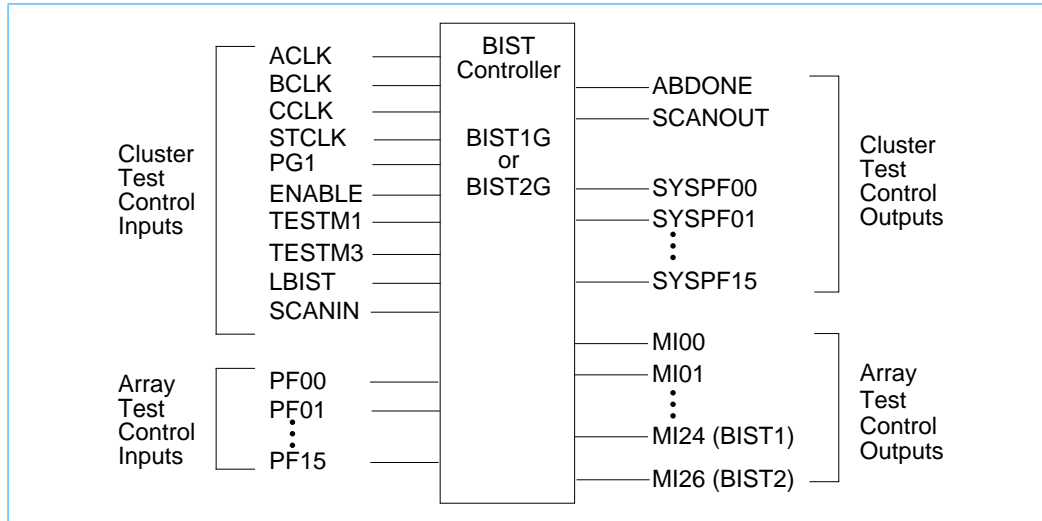 Cluster
Test
Control
Inputs
ACLK
BCLK
CCLK
STCLK
PG1
ENABLE
TESTM1
TESTM3
LBIST
SCANIN
Array
Test
Control
Inputs
PF00
PF01
PF15
BIST
Controller
BIST1G
or
BIST2G
ABDONE
SCANOUT
SYSPF00
SYSPF01
SYSPF15
Cluster
Test
Control
Outputs
MI00
MI01
MI24 (BIST1)
MI26 (BIST2)
Array
Test
Control
Outputs